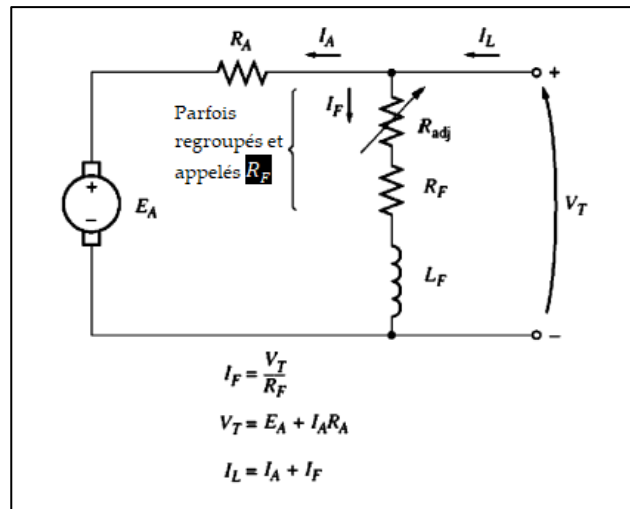 R_A
I_A
I_L
+
Parfois
regroupés et
appelés R_F
I_F
R_adj
R_F
+
−
E_A
V_T
L_F
−
I_F = V_T / R_F
V_T = E_A + I_A R_A
I_L = I_A + I_F